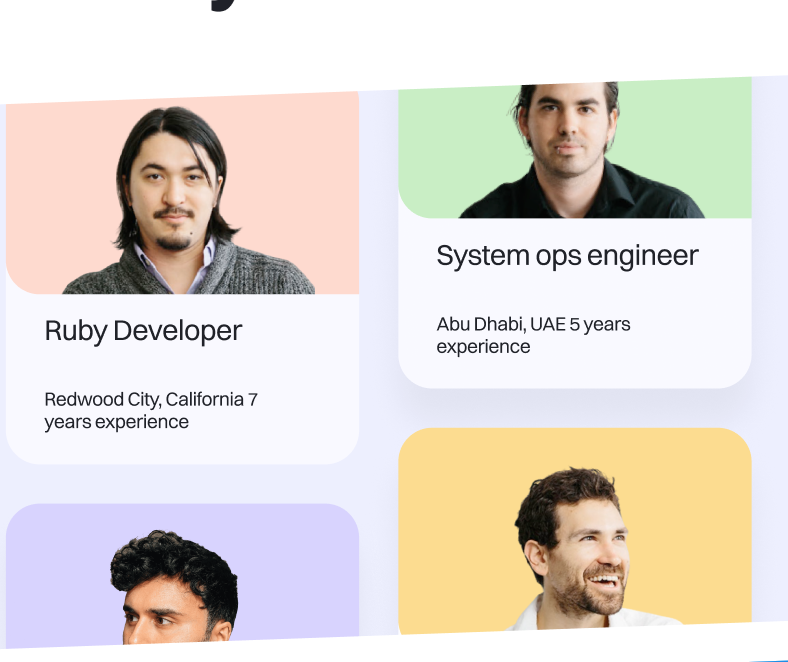 Ruby Developer
Redwood City, California 7
years experience
System ops engineer
Abu Dhabi, UAE 5 years
experience